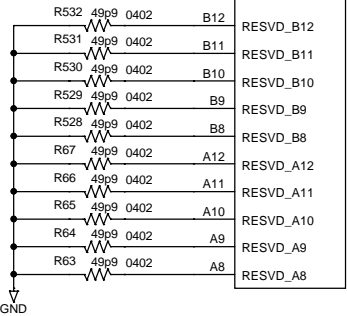 R532 49p9 0402 B12 RESVD_B12
R531 49p9 0402 B11 RESVD_B11
R530 49p9 0402 B10 RESVD_B10
R529 49p9 0402 B9 RESVD_B9
R528 49p9 0402 B8 RESVD_B8
R67 49p9 0402 A12 RESVD_A12
R66 49p9 0402 A11 RESVD_A11
R65 49p9 0402 A10 RESVD_A10
R64 49p9 0402 A9 RESVD_A9
R63 49p9 0402 A8 RESVD_A8
GND